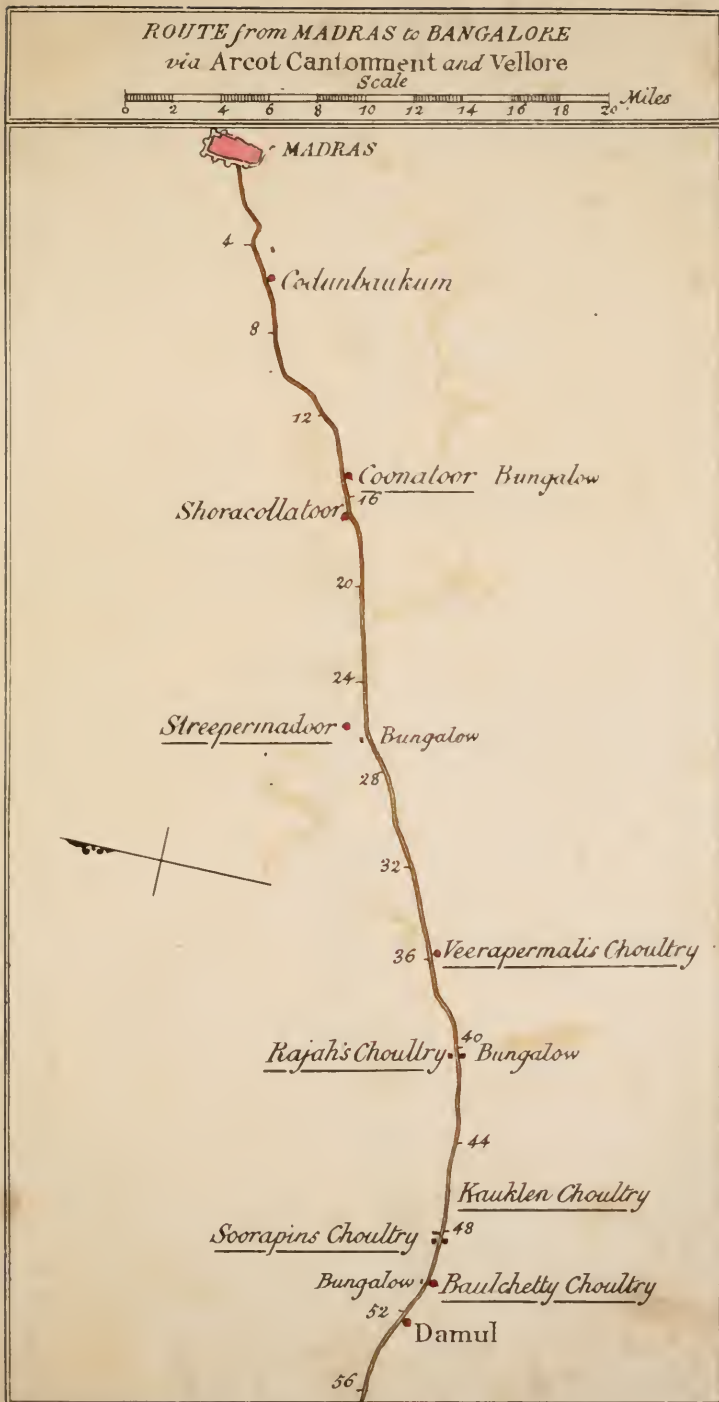 ROUTE from MADRAS to BANGALORE
via Arcot Cantonment and Vellore
Scale
0 2 4 6 8 10 12 14 16 18 20 Miles
MADRAS
4
Codunbaukum
8
12
Coonatoor Bungalow
16
Shoracollatoor
20
24
Streepermadoor
Bungalow
28
32
36 Veerapermalis Choultry
40
Rajah's Choultry Bungalow
44
Kauklen Choultry
Soorapins Choultry 48
Bungalow Baulchetty Choultry
52
Damul
56